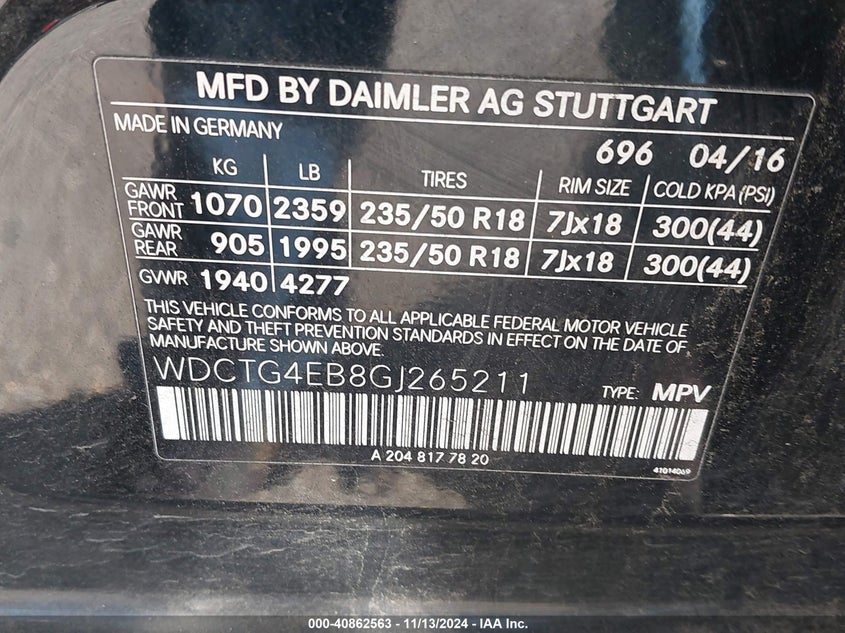 MFD BY DAIMLER AG STUTTGART
MADE IN GERMANY
696 04/16
KG LB TIRES RIM SIZE COLD KPA (PSI)
GAWR FRONT 1070 2359 235/50 R18 7Jx18 300(44)
GAWR REAR 905 1995 235/50 R18 7Jx18 300(44)
GVWR 1940 4277
THIS VEHICLE CONFORMS TO ALL APPLICABLE FEDERAL MOTOR VEHICLE
SAFETY AND THEFT PREVENTION STANDARDS IN EFFECT ON THE DATE OF
MANUFACTURE SHOWN ABOVE.
WDCTG4EB8GJ265211 TYPE: MPV
A 204 817 78 20
41014069
000-40862563 - 11/13/2024 - IAA Inc.